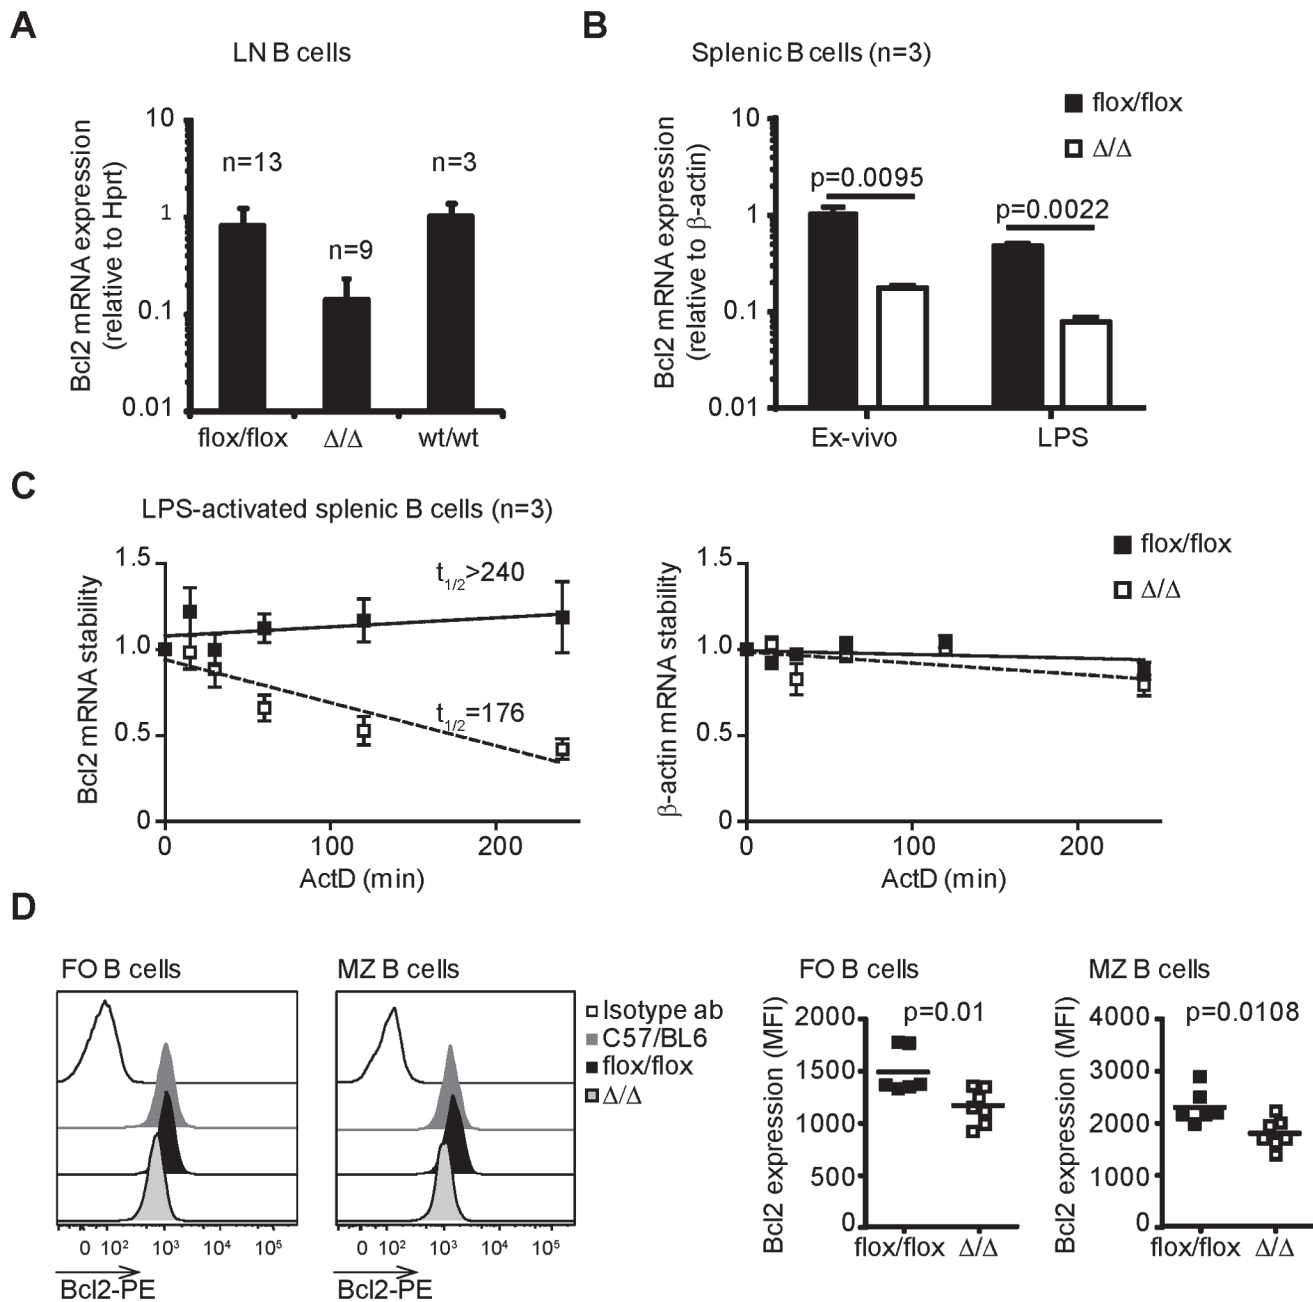 A
LN B cells
Bcl2 mRNA expression
(relative to Hprt)
10
1
0.1
0.01
n=13
n=9
n=3
flox/flox
Δ/Δ
wt/wt
B
Splenic B cells (n=3)
flox/flox
Δ/Δ
Bcl2 mRNA expression
(relative to β-actin)
10
1
0.1
0.01
p=0.0095
p=0.0022
Ex-vivo
LPS
C
LPS-activated splenic B cells (n=3)
Bcl2 mRNA stability
1.5
1.0
0.5
0
t1/2>240
t1/2=176
0
100
200
ActD (min)
flox/flox
Δ/Δ
β-actin mRNA stability
1.5
1.0
0.5
0
0
100
200
ActD (min)
D
FO B cells
0 10² 10³ 10⁴ 10⁵
Bcl2-PE
MZ B cells
0 10² 10³ 10⁴ 10⁵
Bcl2-PE
Isotype ab
C57/BL6
flox/flox
Δ/Δ
FO B cells
Bcl2 expression (MFI)
2000
1500
1000
500
0
p=0.01
flox/flox
Δ/Δ
MZ B cells
Bcl2 expression (MFI)
4000
3000
2000
1000
0
p=0.0108
flox/flox
Δ/Δ